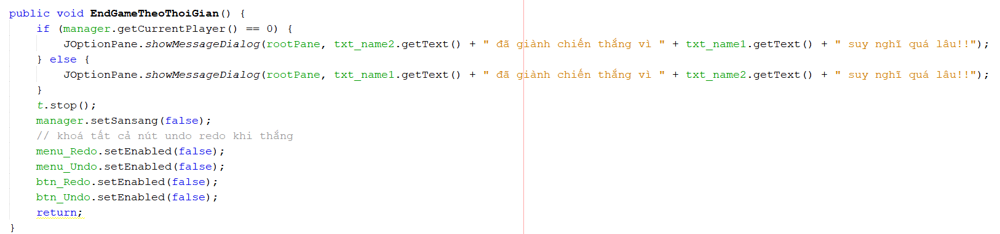 public void EndGameTheoThoiGian() {
    if (manager.getCurrentPlayer() == 0) {
        JOptionPane.showMessageDialog(rootPane, txt_name2.getText() + " đã giành chiến thắng vì " + txt_name1.getText() + " suy nghĩ quá lâu!!");
    } else {
        JOptionPane.showMessageDialog(rootPane, txt_name1.getText() + " đã giành chiến thắng vì " + txt_name2.getText() + " suy nghĩ quá lâu!!");
    }
    t.stop();
    manager.setSansang(false);
    // khoá tất cả nút undo redo khi thắng
    menu_Redo.setEnabled(false);
    menu_Undo.setEnabled(false);
    btn_Redo.setEnabled(false);
    btn_Undo.setEnabled(false);
    return;
}